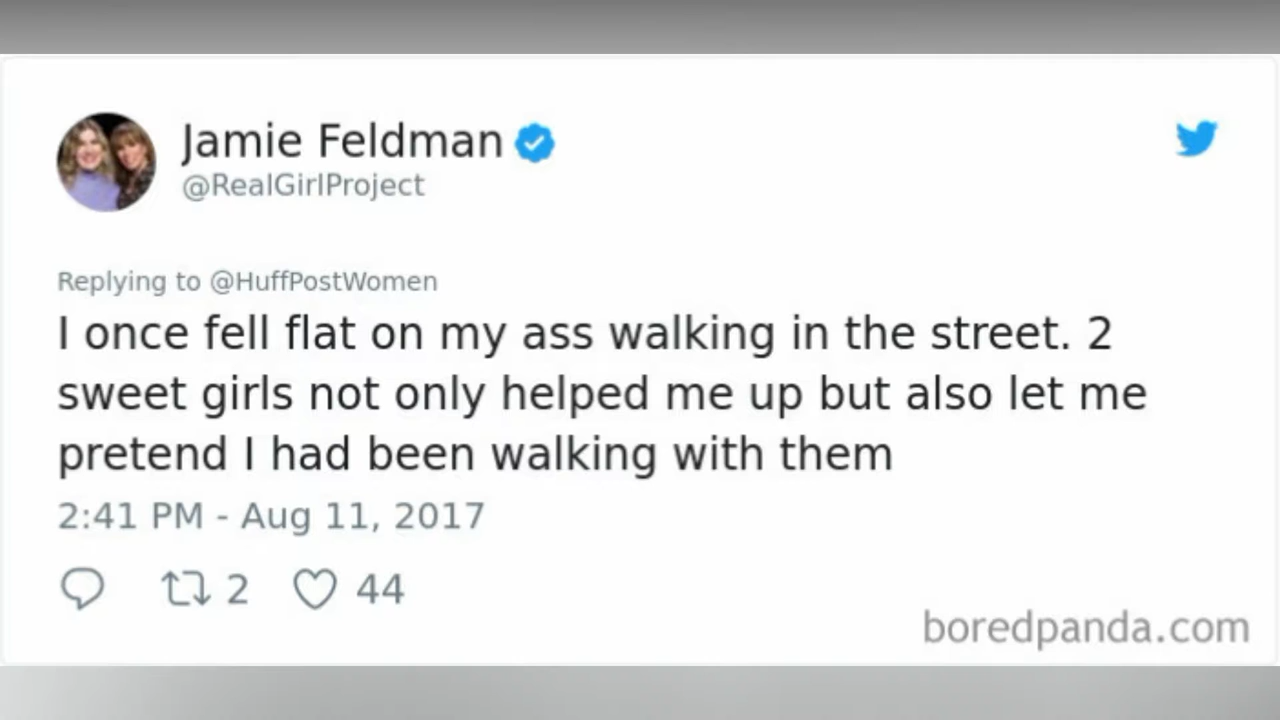 Jamie Feldman
@RealGirlProject
Replying to @HuffPostWomen
I once fell flat on my ass walking in the street. 2
sweet girls not only helped me up but also let me
pretend I had been walking with them
2:41 PM - Aug 11, 2017
2 44
boredpanda.com